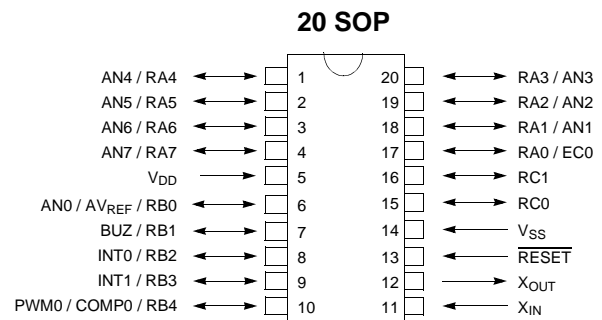 20 SOP
AN4 / RA4 1 20 RA3 / AN3
AN5 / RA5 2 19 RA2 / AN2
AN6 / RA6 3 18 RA1 / AN1
AN7 / RA7 4 17 RA0 / EC0
VDD 5 16 RC1
AN0 / AVREF / RB0 6 15 RC0
BUZ / RB1 7 14 VSS
INT0 / RB2 8 13 RESET
INT1 / RB3 9 12 XOUT
PWM0 / COMP0 / RB4 10 11 XIN